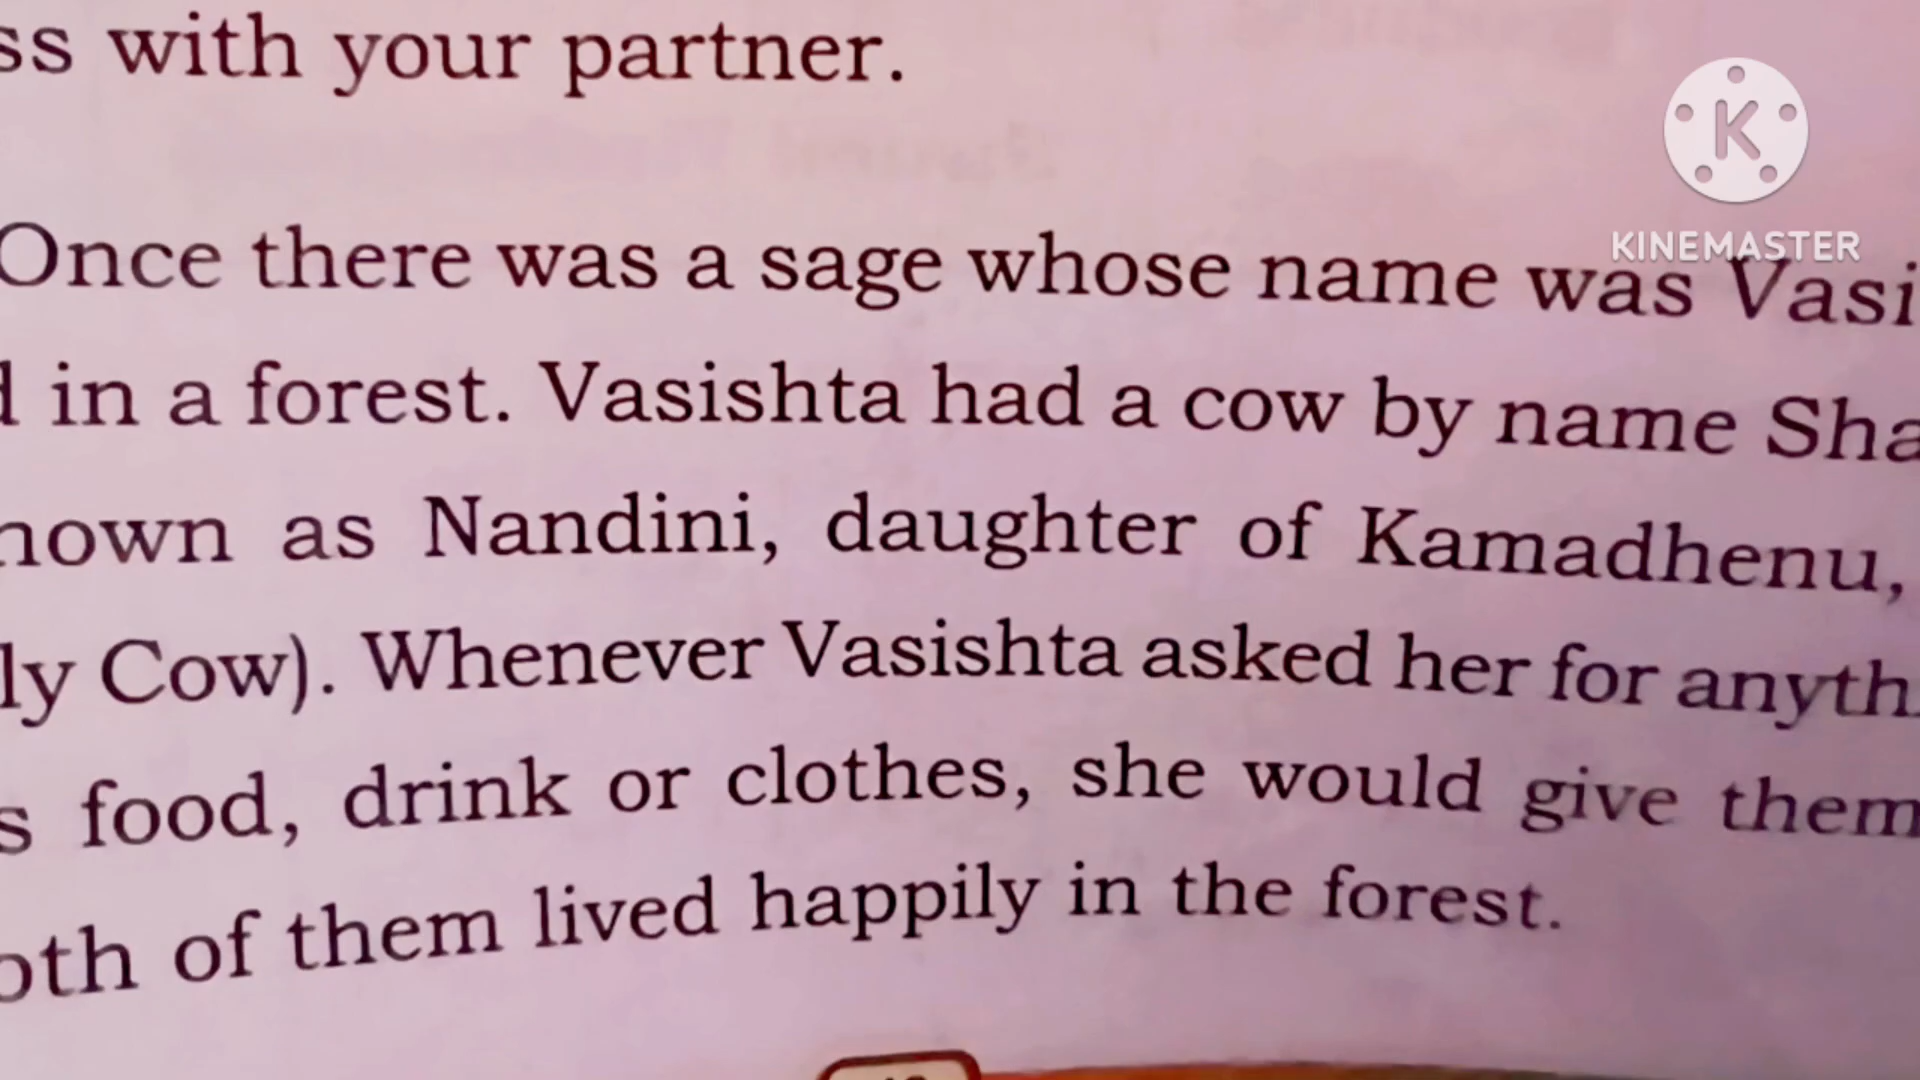 ss with your partner.
KINEMASTER
Once there was a sage whose name was Vasi
d in a forest. Vasishta had a cow by name Sha
nown as Nandini, daughter of Kamadhenu,
ly Cow). Whenever Vasishta asked her for anyth
s food, drink or clothes, she would give them
oth of them lived happily in the forest.